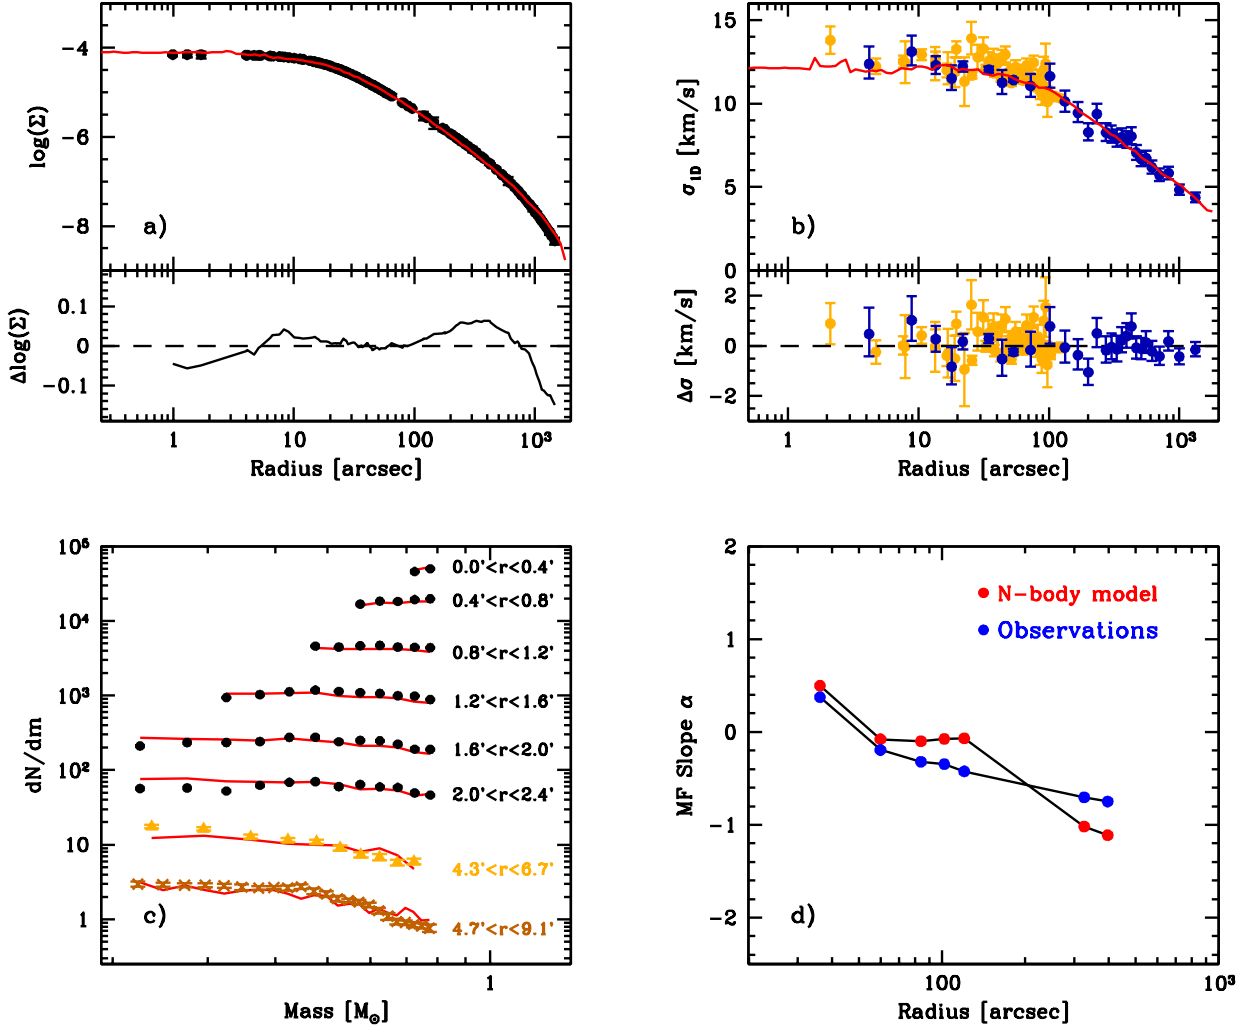 −4
−6
−8
log(Σ)
a)
0.1
0
−0.1
Δlog(Σ)
1
10
100
10³
Radius [arcsec]
15
10
5
0
σ1D [km/s]
b)
2
0
−2
Δσ [km/s]
1
10
100
10³
Radius [arcsec]
10⁵
10⁴
10³
10²
10
1
dN/dm
0.0'<r<0.4'
0.4'<r<0.8'
0.8'<r<1.2'
1.2'<r<1.6'
1.6'<r<2.0'
2.0'<r<2.4'
4.3'<r<6.7'
4.7'<r<9.1'
c)
1
Mass [M⊙]
2
1
0
−1
−2
MF Slope α
N−body model
Observations
d)
100
10³
Radius [arcsec]